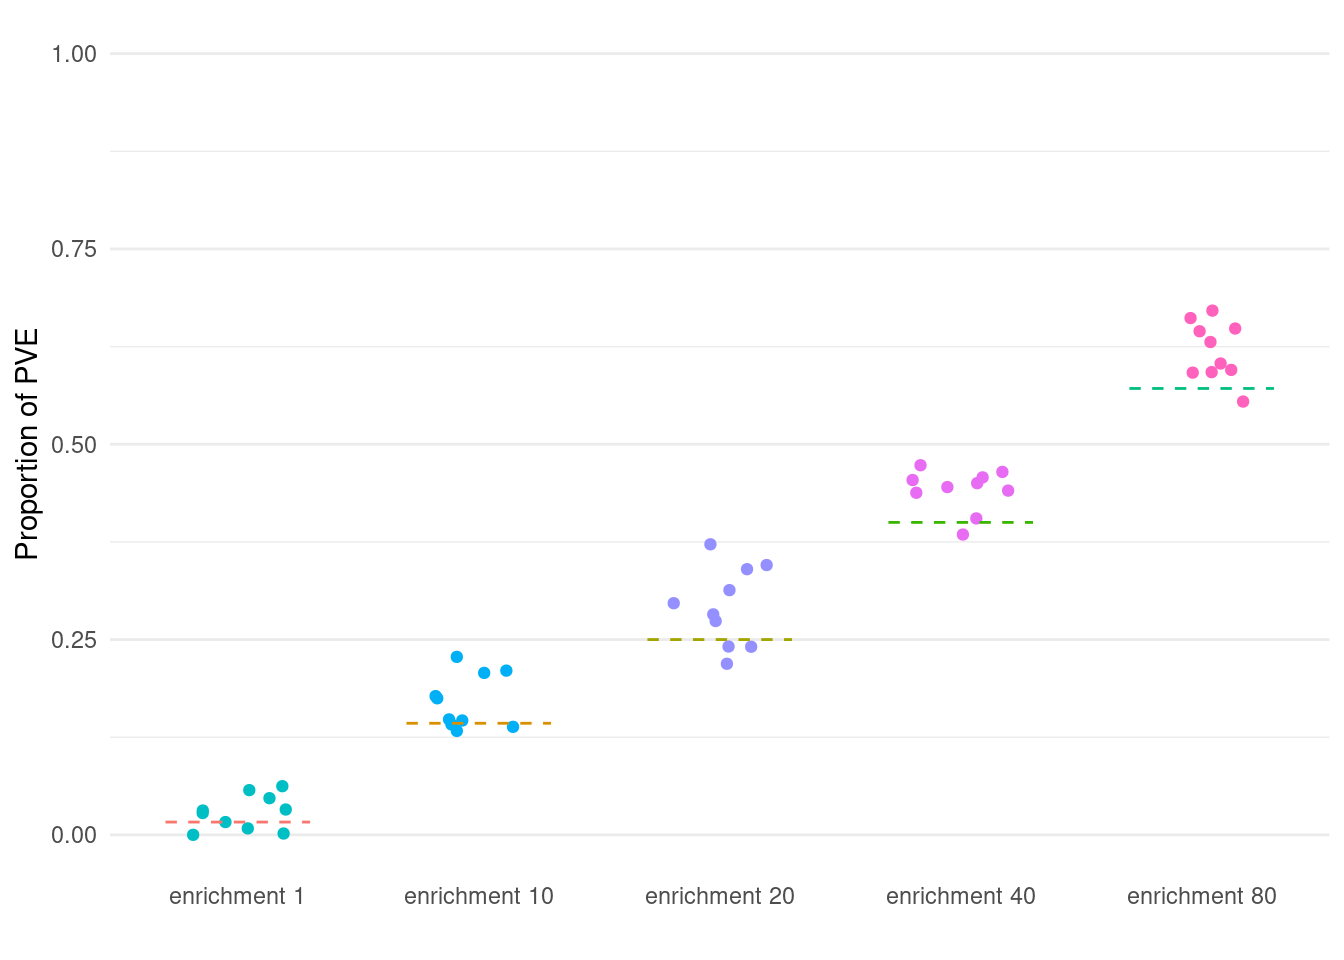 Proportion of PVE
1.00
0.75
0.50
0.25
0.00
enrichment 1
enrichment 10
enrichment 20
enrichment 40
enrichment 80